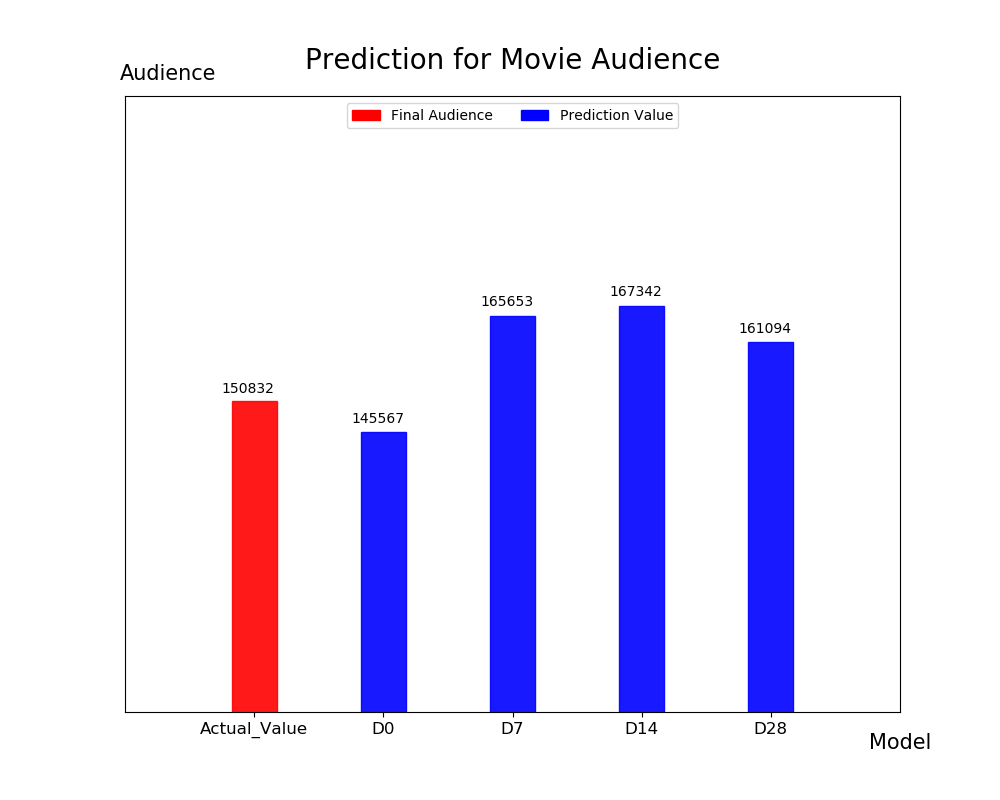 Prediction for Movie Audience
Audience
Final Audience
Prediction Value
150832
145567
165653
167342
161094
Actual_Value
D0
D7
D14
D28
Model